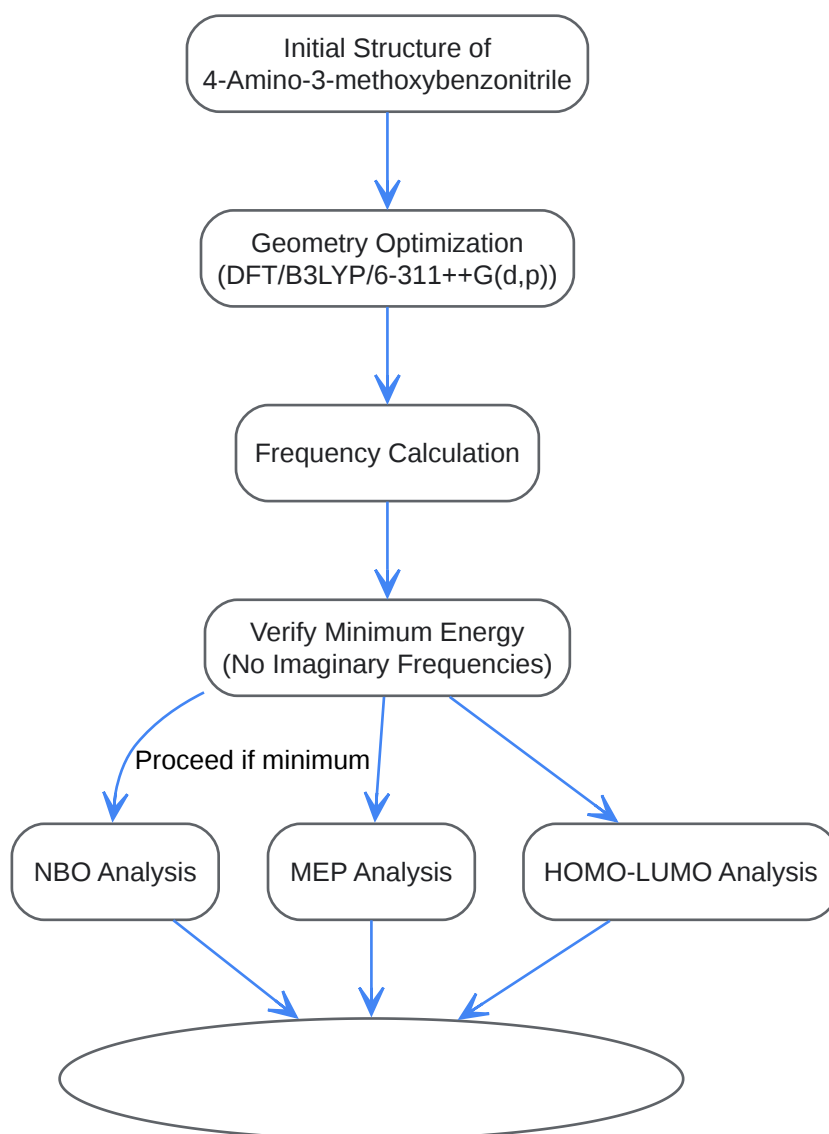 Initial Structure of
4-Amino-3-methoxybenzonitrile
Geometry Optimization
(DFT/B3LYP/6-311++G(d,p))
Frequency Calculation
Verify Minimum Energy
(No Imaginary Frequencies)
Proceed if minimum
NBO Analysis
MEP Analysis
HOMO-LUMO Analysis